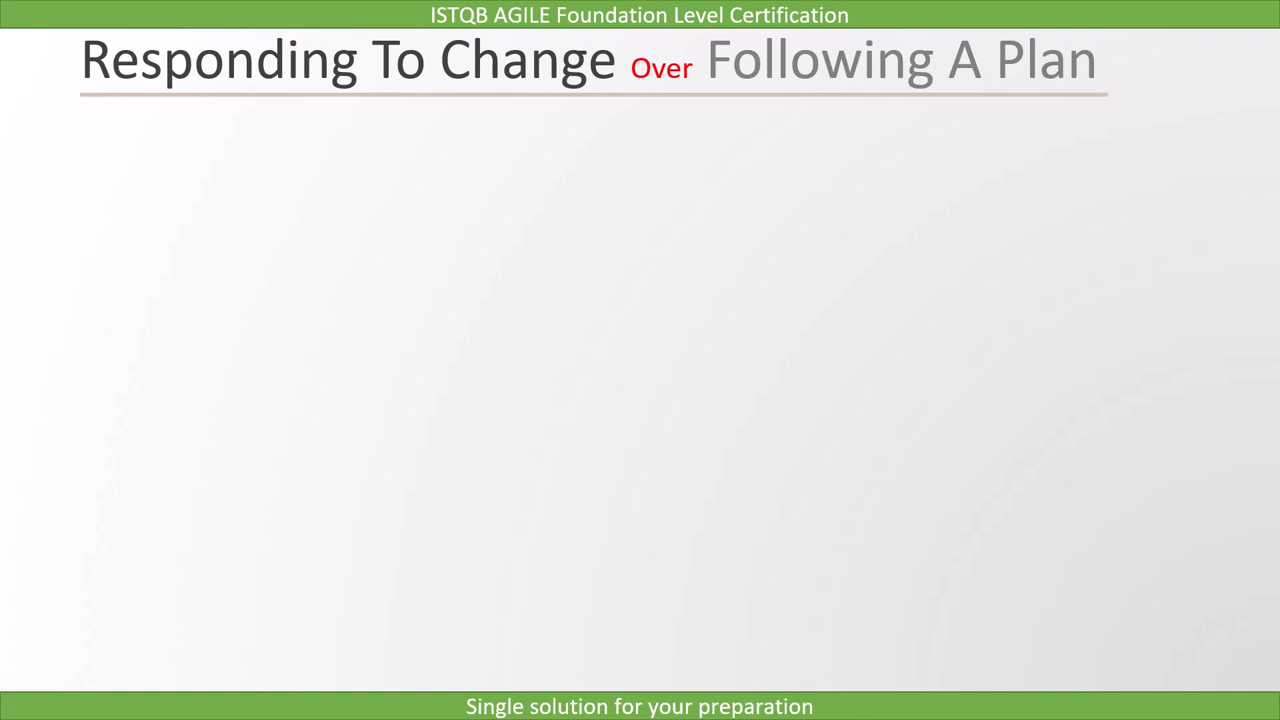 ISTQB AGILE Foundation Level Certification
Responding To Change Over Following A Plan
Single solution for your preparation